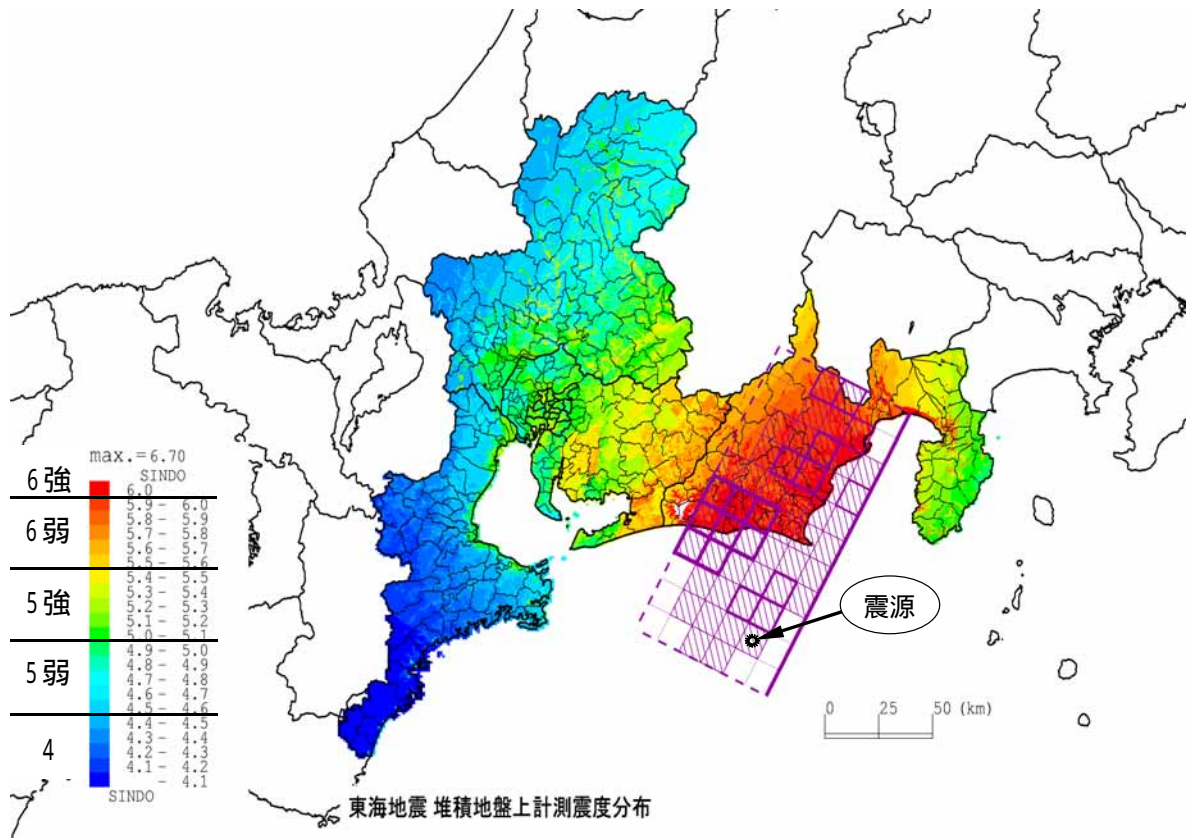 震源
max.=6.70
SINDO
6強
6弱
5強
5弱
4
6.0
5.9 - 6.0
5.8 - 5.9
5.7 - 5.8
5.6 - 5.7
5.5 - 5.6
5.4 - 5.5
5.3 - 5.4
5.2 - 5.3
5.1 - 5.2
5.0 - 5.1
4.9 - 5.0
4.8 - 4.9
4.7 - 4.8
4.6 - 4.7
4.5 - 4.6
4.4 - 4.5
4.3 - 4.4
4.2 - 4.3
4.1 - 4.2
- 4.1
SINDO
0 25 50 (km)
東海地震 堆積地盤上計測震度分布